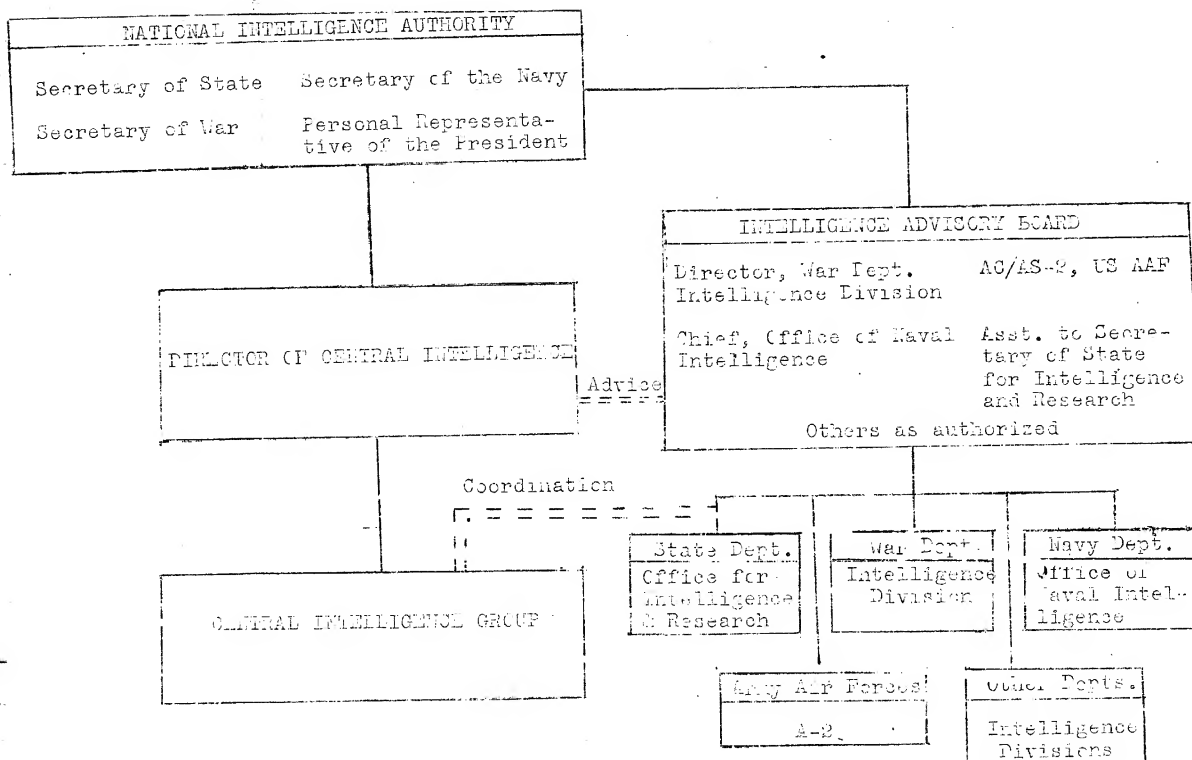 NATIONAL INTELLIGENCE AUTHORITY
Secretary of State
Secretary of the Navy
Secretary of War
Personal Representa-
tive of the President
INTELLIGENCE ADVISORY BOARD
Director, War Dept.
Intelligence Division
AC/AS-2, US AAF
Chief, Office of Naval
Intelligence
Asst. to Secre-
tary of State
for Intelligence
and Research
Others as authorized
DIRECTOR OF CENTRAL INTELLIGENCE
Advice
Coordination
CENTRAL INTELLIGENCE GROUP
State Dept.
Office for
Intelligence
& Research
War Dept.
Intelligence
Division
Navy Dept.
Office of
Naval Intel-
ligence
Army Air Forces
A-2
Other Depts.
Intelligence
Divisions